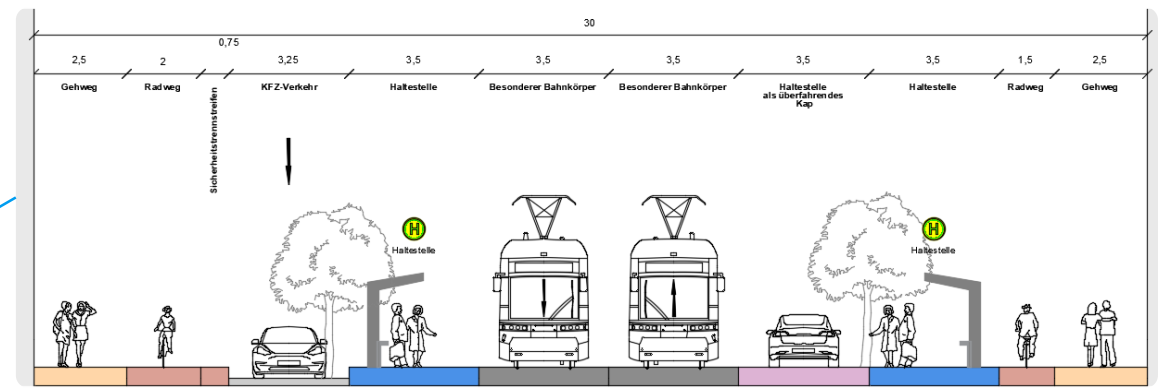 30
0,75
2,5
2
3,25
3,5
3,5
3,5
3,5
3,5
1,5
2,5
Gehweg
Radweg
Sicherheitstrennstreifen
KFZ-Verkehr
Haltestelle
Besonderer Bahnkörper
Besonderer Bahnkörper
Haltestelle
als überfahrendes
Kap
Haltestelle
Radweg
Gehweg
H
Haltestelle
H
Haltestelle